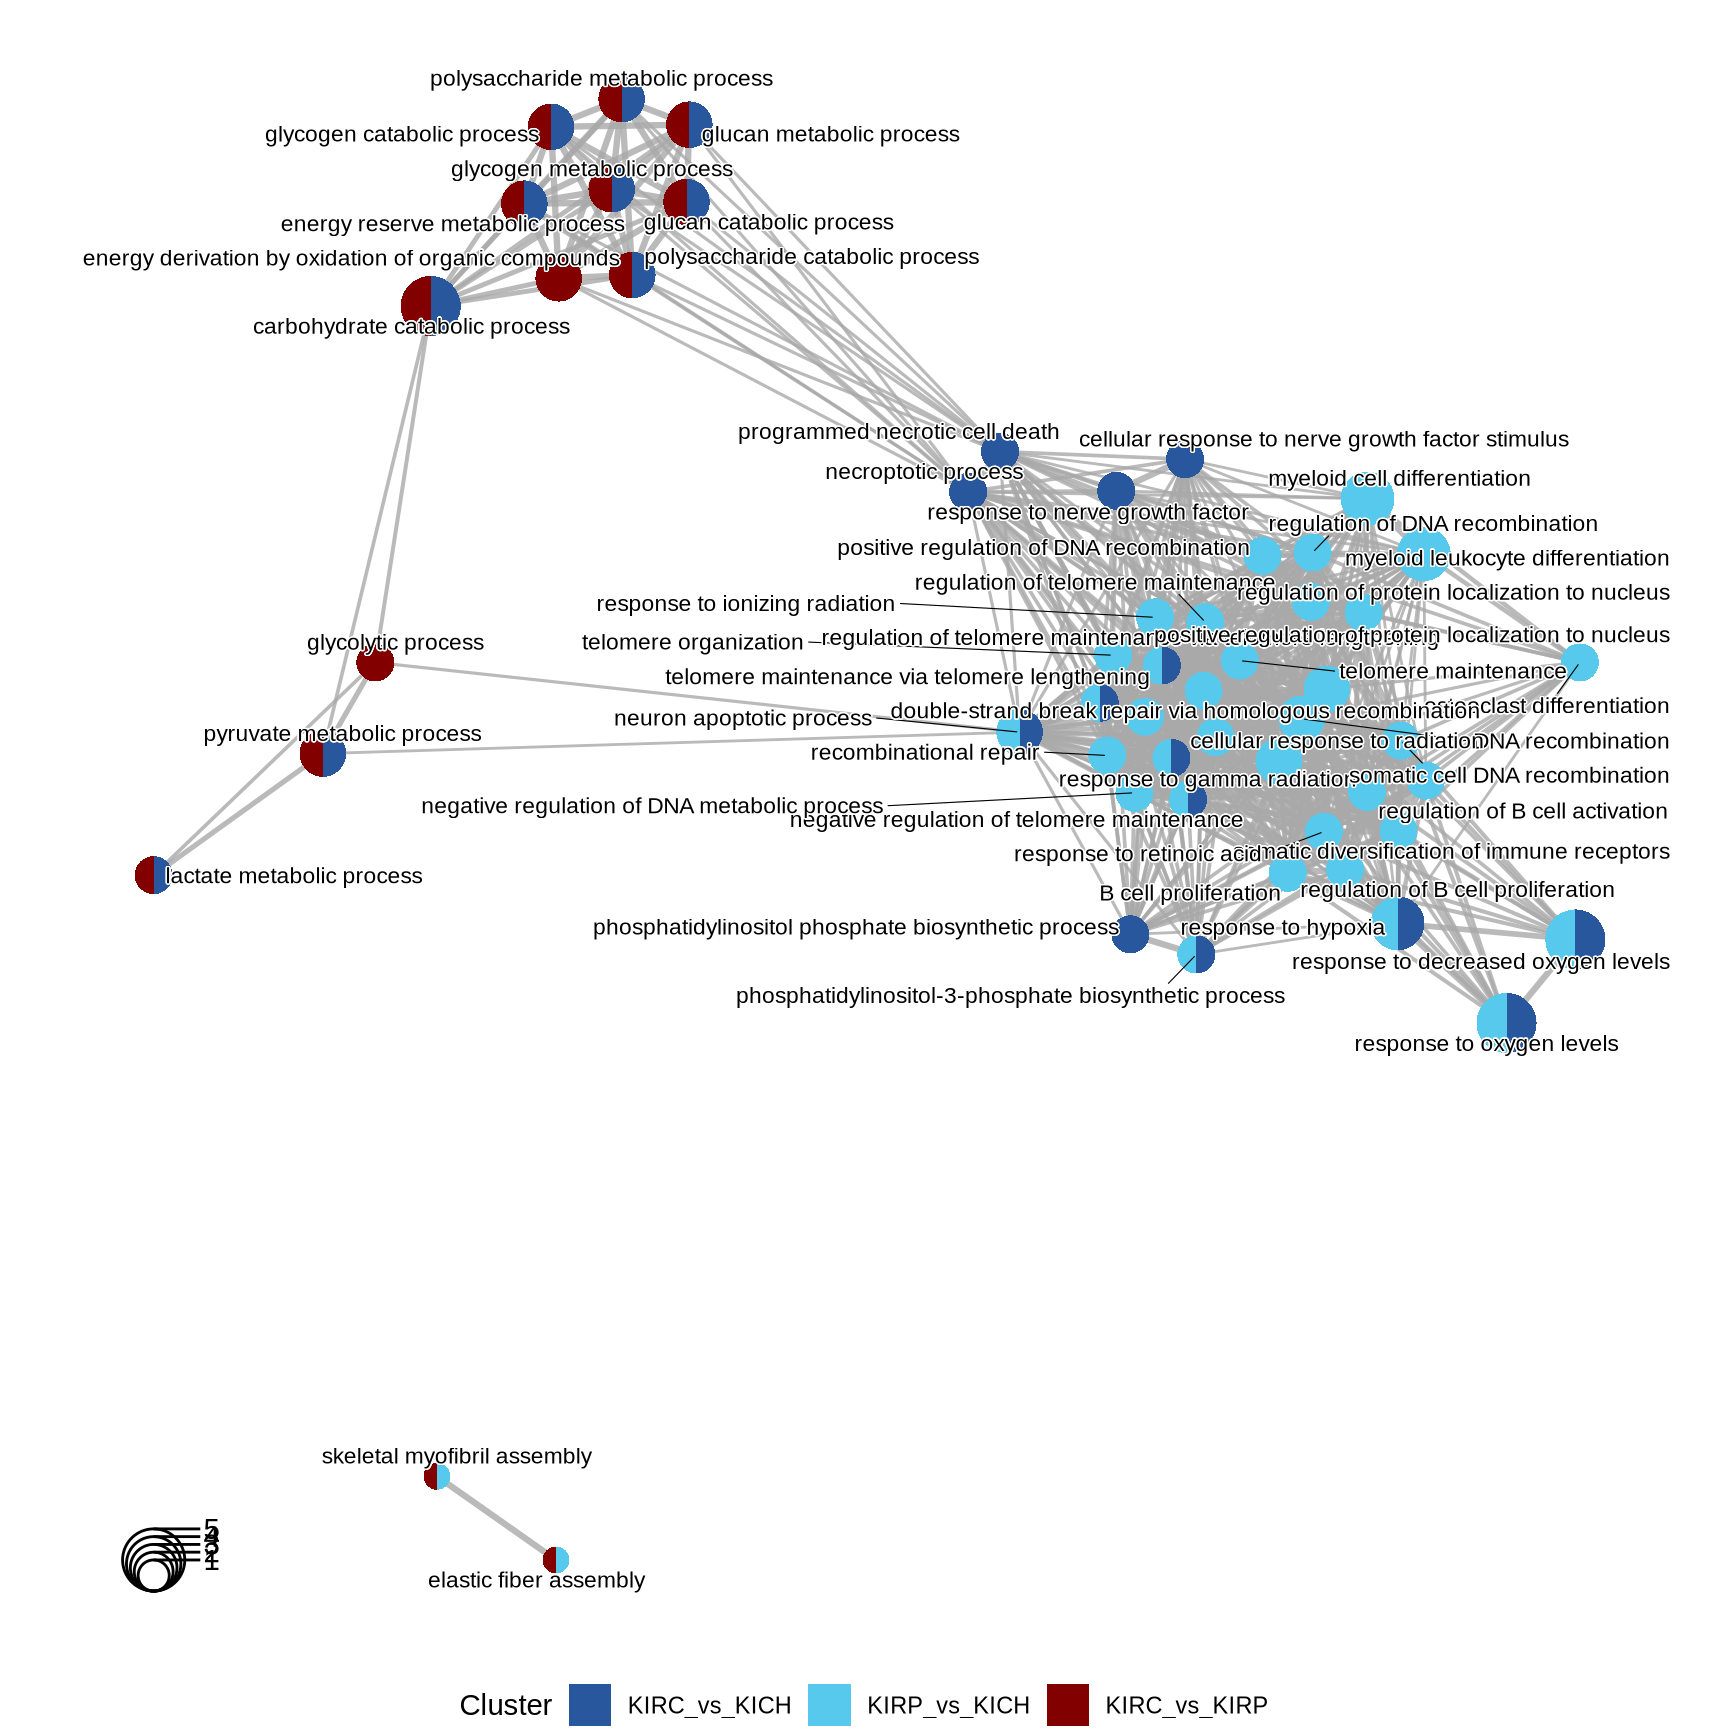 polysaccharide metabolic process
glycogen catabolic process
glucan metabolic process
glycogen metabolic process
energy reserve metabolic process
glucan catabolic process
energy derivation by oxidation of organic compounds
polysaccharide catabolic process
carbohydrate catabolic process
programmed necrotic cell death
cellular response to nerve growth factor stimulus
necroptotic process
myeloid cell differentiation
response to nerve growth factor
regulation of DNA recombination
positive regulation of DNA recombination
myeloid leukocyte differentiation
regulation of telomere maintenance
regulation of protein localization to nucleus
response to ionizing radiation
telomere organization
regulation of telomere maintenance
positive regulation of protein localization to nucleus
glycolytic process
telomere maintenance
telomere maintenance via telomere lengthening
differentiation
double-strand break repair via homologous recombination
neuron apoptotic process
pyruvate metabolic process
cellular response to radiation
DNA recombination
recombinational repair
response to gamma radiation
somatic cell DNA recombination
negative regulation of DNA metabolic process
regulation of B cell activation
negative regulation of telomere maintenance
response to retinoic acid
diversification of immune receptors
lactate metabolic process
B cell proliferation
regulation of B cell proliferation
phosphatidylinositol phosphate biosynthetic process
response to hypoxia
response to decreased oxygen levels
phosphatidylinositol-3-phosphate biosynthetic process
response to oxygen levels
skeletal myofibril assembly
elastic fiber assembly
5
4
3
2
1
Cluster KIRC_vs_KICH KIRP_vs_KICH KIRC_vs_KIRP